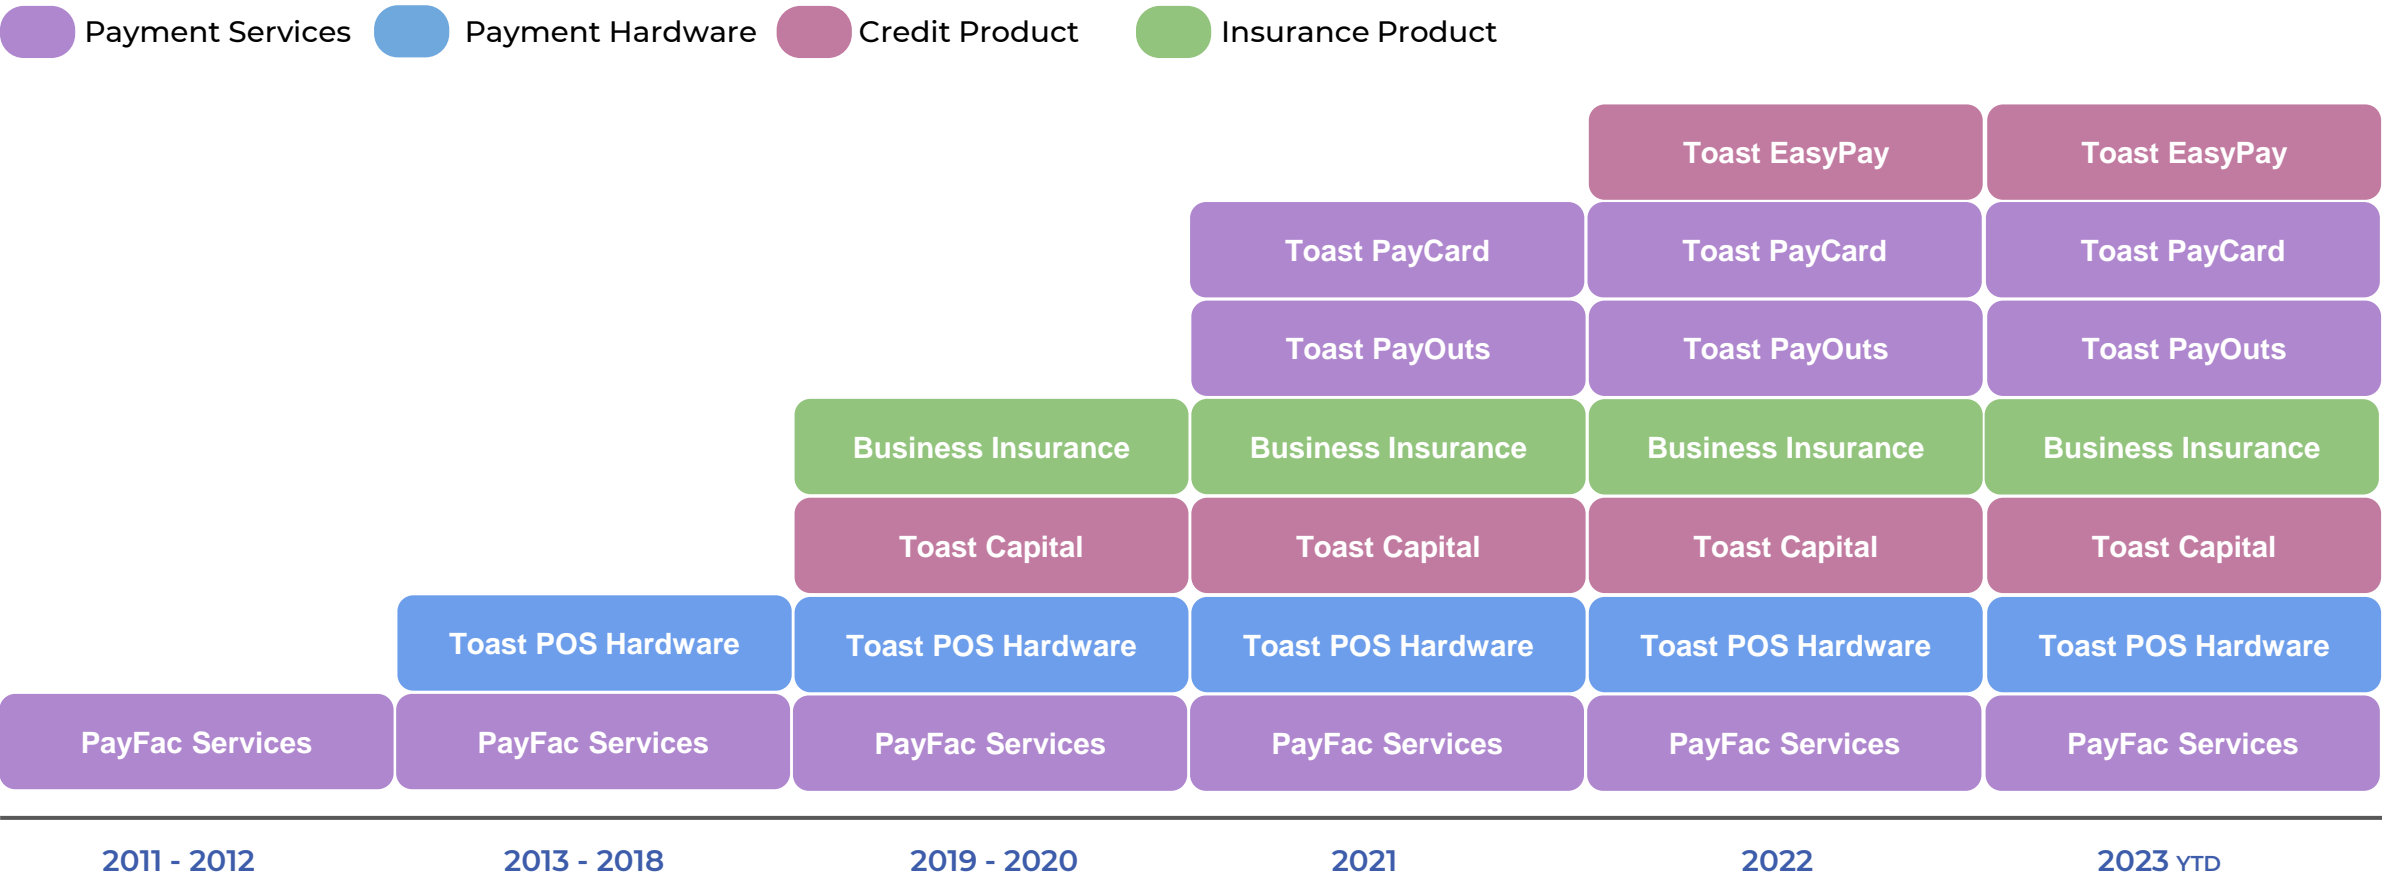 Payment Services Payment Hardware Credit Product Insurance Product
Toast EasyPay Toast EasyPay
Toast PayCard Toast PayCard Toast PayCard
Toast PayOuts Toast PayOuts Toast PayOuts
Business Insurance Business Insurance Business Insurance Business Insurance
Toast Capital Toast Capital Toast Capital Toast Capital
Toast POS Hardware Toast POS Hardware Toast POS Hardware Toast POS Hardware Toast POS Hardware
PayFac Services PayFac Services PayFac Services PayFac Services PayFac Services PayFac Services
2011 - 2012 2013 - 2018 2019 - 2020 2021 2022 2023 YTD